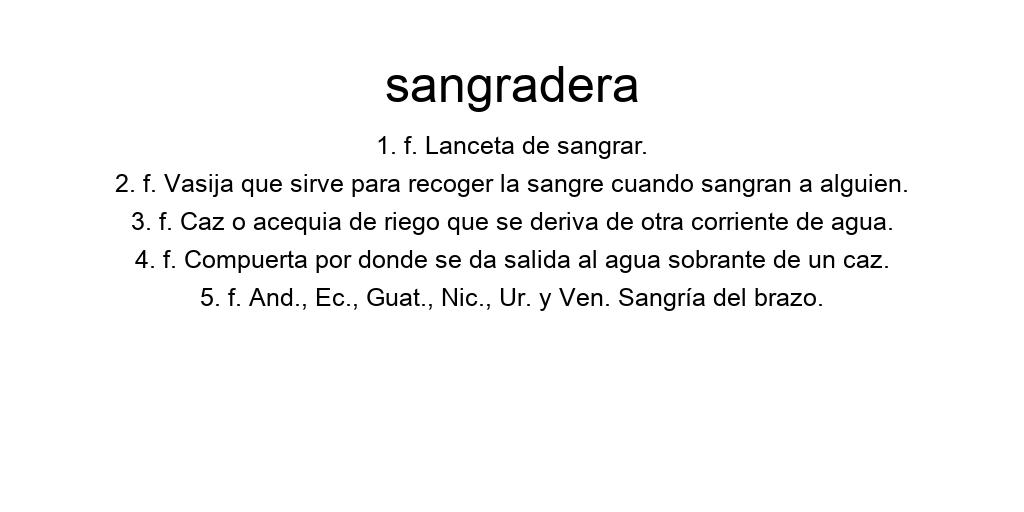 sangradera
1. f. Lanceta de sangrar.
2. f. Vasija que sirve para recoger la sangre cuando sangran a alguien.
3. f. Caz o acequia de riego que se deriva de otra corriente de agua.
4. f. Compuerta por donde se da salida al agua sobrante de un caz.
5. f. And., Ec., Guat., Nic., Ur. y Ven. Sangría del brazo.